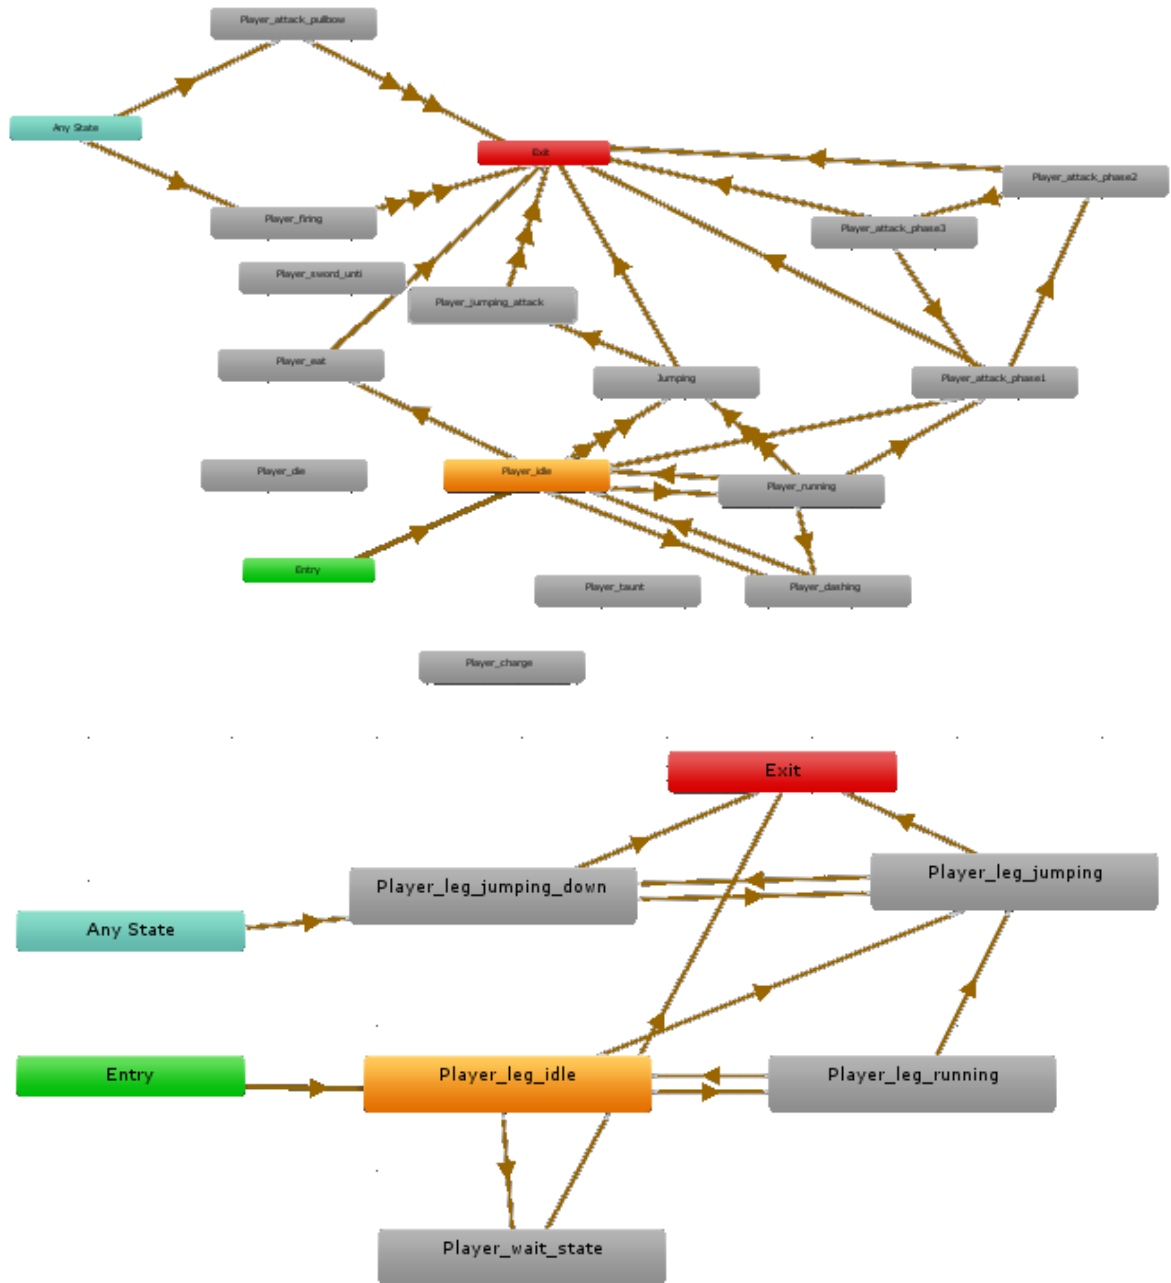 Player_attack_pullbow
Any State
Exit
Player_attack_phase2
Player_firing
Player_attack_phase3
Player_sword_unti
Player_jumping_attack
Player_eat
Jumping
Player_attack_phase1
Player_die
Player_idle
Player_running
Entry
Player_taunt
Player_dashing
Player_charge
Exit
Player_leg_jumping_down
Player_leg_jumping
Any State
Entry
Player_leg_idle
Player_leg_running
Player_wait_state